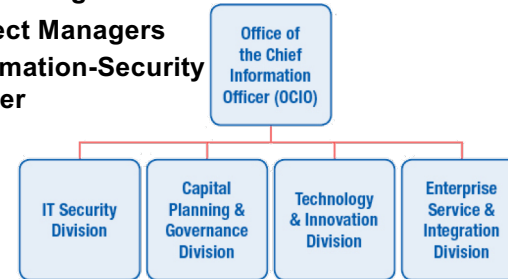 ect Managers
mation-Security
er
Office of
the Chief
Information
Officer (OCIO)
IT Security
Division
Capital
Planning &
Governance
Division
Technology
& Innovation
Division
Enterprise
Service &
Integration
Division